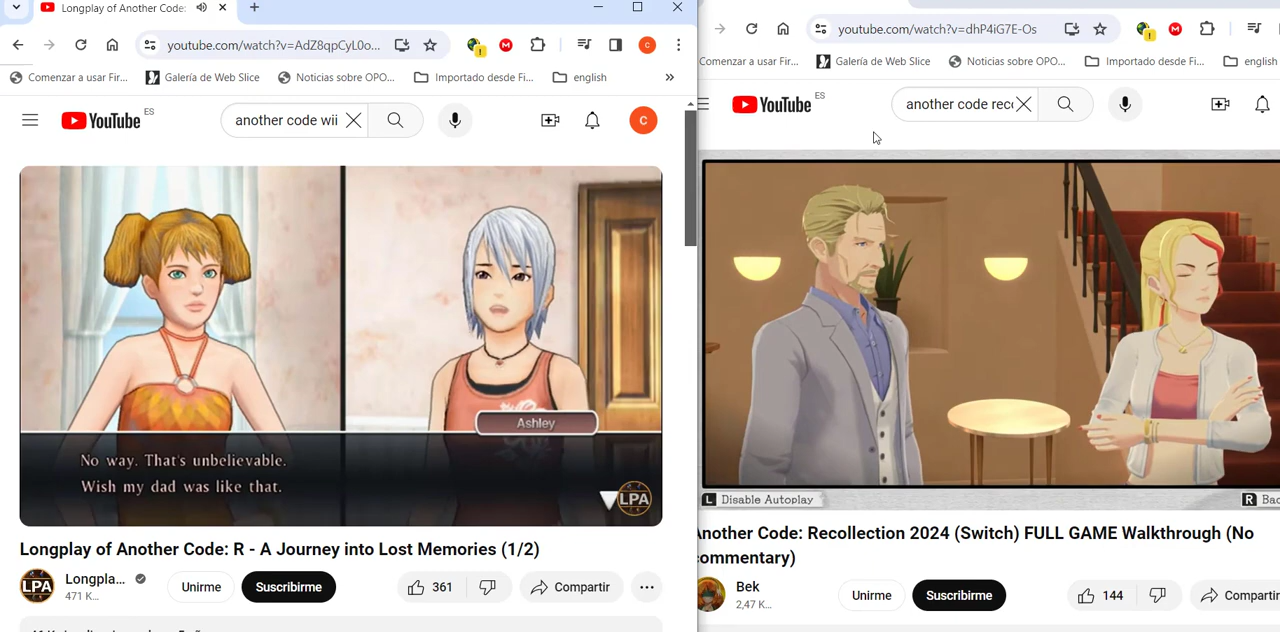 Longplay of Another Code:
youtube.com/watch?v=AdZ8qpCyL0o...
Comenzar a usar Fir...
Galería de Web Slice
Noticias sobre OPO...
Importado desde Fi...
english
YouTube ES
another code wii
C
Ashley
No way. That's unbelievable.
Wish my dad was like that.
LPA
Longplay of Another Code: R - A Journey into Lost Memories (1/2)
LPA
Longpla...
471 K...
Unirme
Suscribirme
361
Compartir
youtube.com/watch?v=dhP4iG7E-Os
Comenzar a usar Fir...
Galería de Web Slice
Noticias sobre OPO...
Importado desde Fi...
english
YouTube ES
another code reco
L Disable Autoplay
R Bac
Another Code: Recollection 2024 (Switch) FULL GAME Walkthrough (No
commentary)
Bek
2,47 K...
Unirme
Suscribirme
144
Compartir